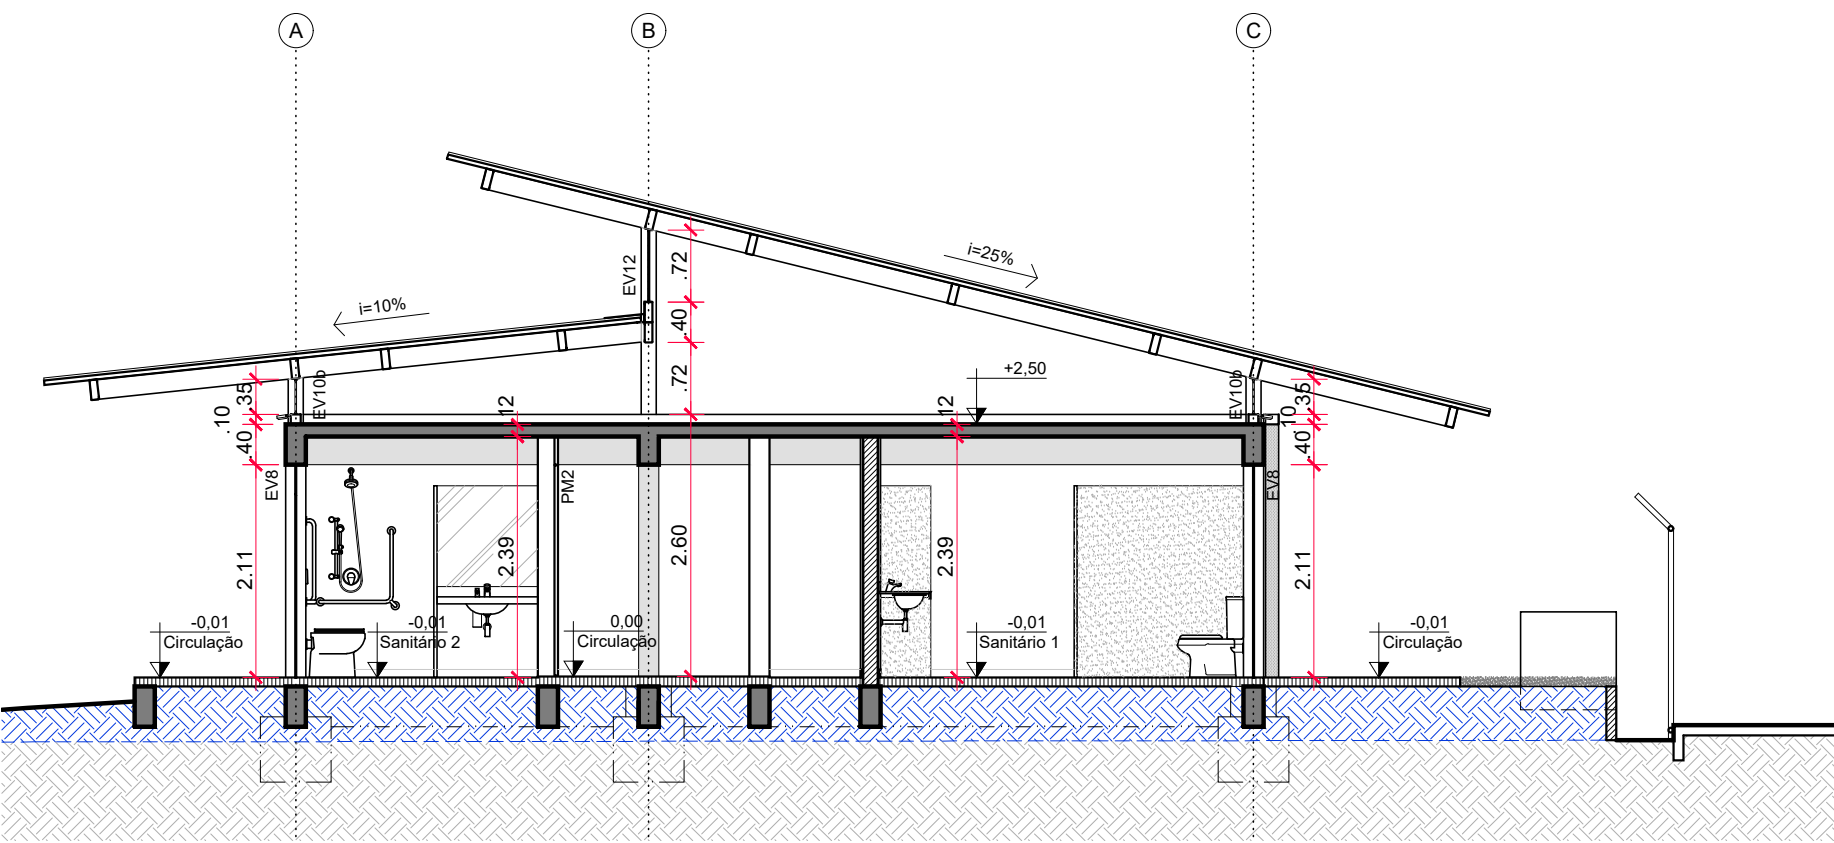 A
B
C
i=25%
.72
EV12
i=10%
.40
.72
+2,50
.35
EV10b
EV10b
.35
.10
.12
.12
.10
.40
.40
EV8
PM2
EV8
2.11
2.39
2.60
2.39
2.11
-0,01
Circulação
-0,01
Sanitário 2
0,00
Circulação
-0,01
Sanitário 1
-0,01
Circulação